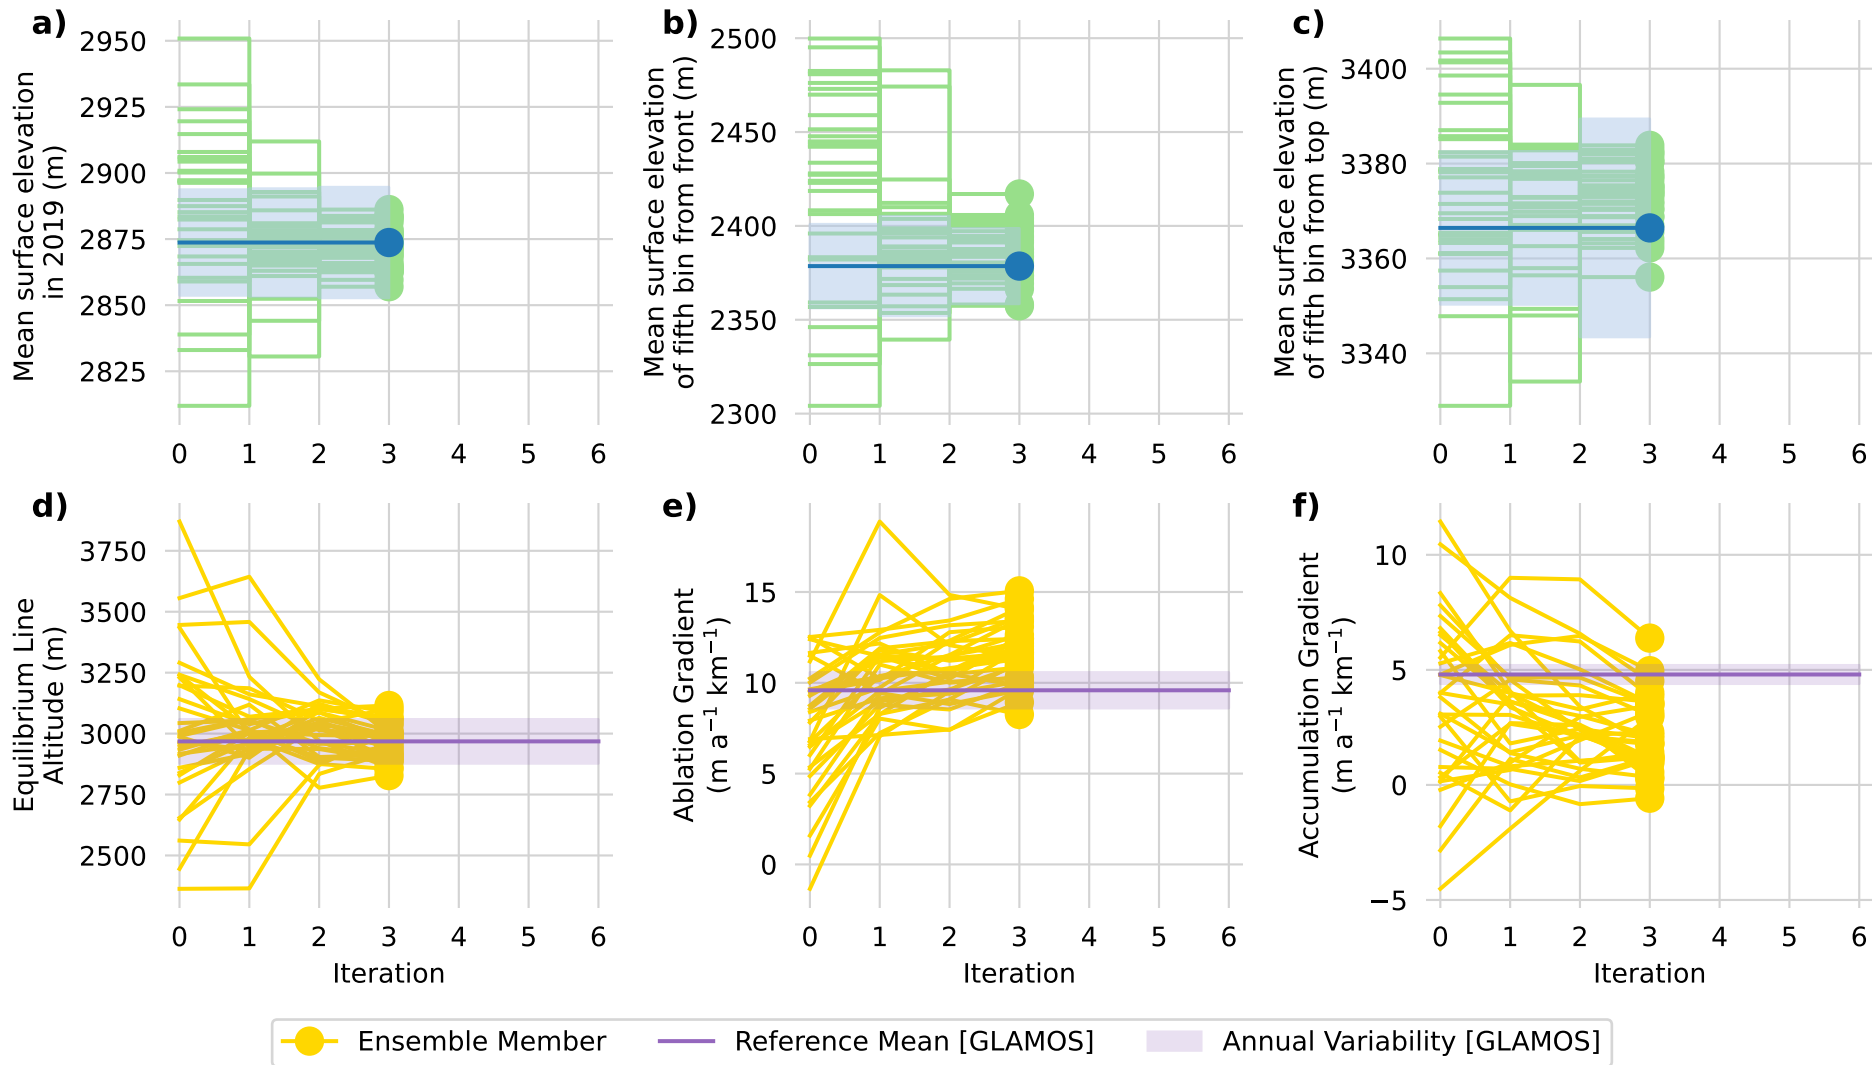 a)
Mean surface elevation
in 2019 (m)
2950
2925
2900
2875
2850
2825
0 1 2 3 4 5 6
b)
Mean surface elevation
of fifth bin from front (m)
2500
2450
2400
2350
2300
0 1 2 3 4 5 6
c)
Mean surface elevation
of fifth bin from top (m)
3400
3380
3360
3340
0 1 2 3 4 5 6
d)
Equilibrium Line
Altitude (m)
3750
3500
3250
3000
2750
2500
0 1 2 3 4 5 6
Iteration
e)
Ablation Gradient
(m a⁻¹ km⁻¹)
15
10
5
0
0 1 2 3 4 5 6
Iteration
f)
Accumulation Gradient
(m a⁻¹ km⁻¹)
10
5
0
−5
0 1 2 3 4 5 6
Iteration
Ensemble Member
Reference Mean [GLAMOS]
Annual Variability [GLAMOS]